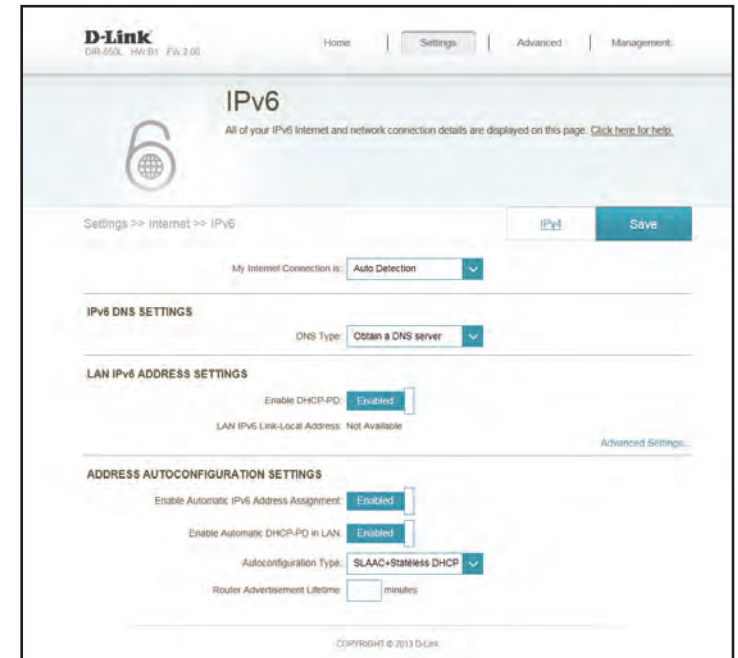 D-Link
DIR-850L HW:B1 FW:2.00
Home | Settings | Advanced | Management
IPv6
All of your IPv6 Internet and network connection details are displayed on this page. Click here for help.
Settings >> Internet >> IPv6
IPv4
Save
My Internet Connection is: Auto Detection
IPv6 DNS SETTINGS
DNS Type: Obtain a DNS server
LAN IPv6 ADDRESS SETTINGS
Enable DHCP-PD: Enabled
LAN IPv6 Link-Local Address: Not Available
Advanced Settings...
ADDRESS AUTOCONFIGURATION SETTINGS
Enable Automatic IPv6 Address Assignment: Enabled
Enable Automatic DHCP-PD in LAN: Enabled
Autoconfiguration Type: SLAAC+Stateless DHCP
Router Advertisement Lifetime: minutes
COPYRIGHT © 2013 D-Link